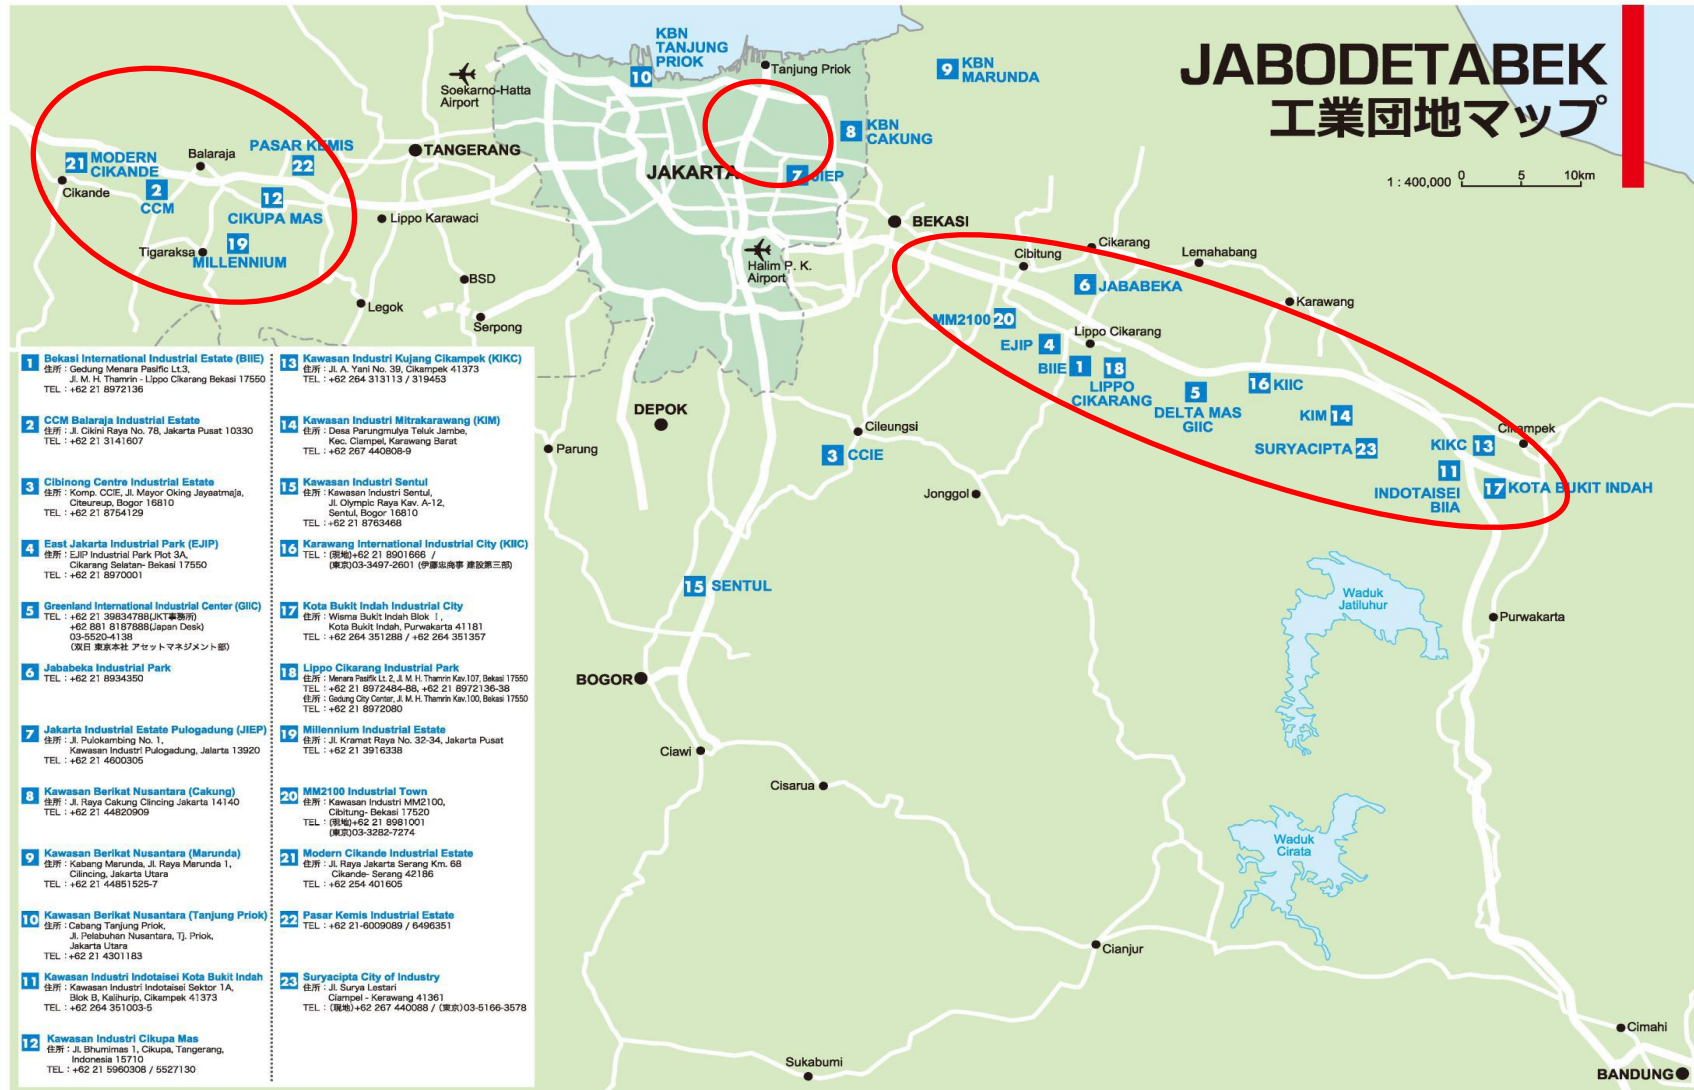 JABODETABEK
工業団地マップ
1 : 400,000 0 5 10km
KBN
TANJUNG
PRIOK
10
Tanjung Priok
9 KBN
MARUNDA
Soekarno-Hatta
Airport
8 KBN
CAKUNG
PASAR KEMIS
22
TANGERANG
Balaraja
21 MODERN
CIKANDE
Cikande
2
CCM
12
CIKUPA MAS
JAKARTA
7 JIEP
Lippo Karawaci
19
Tigaraksa
MILLENNIUM
BEKASI
Halim P. K.
Airport
BSD
Legok
Serpong
Cibitung
Cikarang
Lemahabang
6 JABABEKA
Karawang
MM2100 20
Lippo Cikarang
EJIP 4
BIIE 1
18
LIPPO
CIKARANG
5
DELTA MAS
GIIC
16 KIIC
KIM 14
SURYACIPTA 23
Cikampek
KIKC 13
11
INDOTAISEI
BIIA
17 KOTA BUKIT INDAH
DEPOK
Parung
Cileungsi
3 CCIE
Jonggol
15 SENTUL
Waduk
Jatiluhur
Purwakarta
BOGOR
Ciawi
Cisarua
Waduk
Cirata
Cianjur
Sukabumi
Cimahi
BANDUNG
1 Bekasi International Industrial Estate (BIIE)
住所 : Gedung Menara Pasific Lt.3,
Jl. M. H. Thamrin - Lippo Cikarang Bekasi 17550
TEL : +62 21 8972136
2 CCM Balaraja Industrial Estate
住所 : Jl. Cikini Raya No. 78, Jakarta Pusat 10330
TEL : +62 21 3141607
3 Cibinong Centre Industrial Estate
住所 : Komp. CCIE, Jl. Mayor Oking Jayaatmaja,
Citeureup, Bogor 16810
TEL : +62 21 8754129
4 East Jakarta Industrial Park (EJIP)
住所 : EJIP Industrial Park Plot 3A,
Cikarang Selatan- Bekasi 17550
TEL : +62 21 8970001
5 Greenland International Industrial Center (GIIC)
TEL : +62 21 39834788(JKT事務所)
+62 881 8187888(Japan Desk)
03-5520-4138
(双日 東京本社 アセットマネジメント部)
6 Jababeka Industrial Park
TEL : +62 21 8934350
7 Jakarta Industrial Estate Pulogadung (JIEP)
住所 : Jl. Pulokambing No. 1,
Kawasan Industri Pulogadung, Jalarta 13920
TEL : +62 21 4600305
8 Kawasan Berikat Nusantara (Cakung)
住所 : Jl. Raya Cakung Clincing Jakarta 14140
TEL : +62 21 44820909
9 Kawasan Berikat Nusantara (Marunda)
住所 : Kabang Marunda, Jl. Raya Marunda 1,
Cilincing, Jakarta Utara
TEL : +62 21 44851525-7
10 Kawasan Berikat Nusantara (Tanjung Priok)
住所 : Cabang Tanjung Priok,
Jl. Pelabuhan Nusantara, Tj. Priok,
Jakarta Utara
TEL : +62 21 4301183
11 Kawasan Industri Indotaisei Kota Bukit Indah
住所 : Kawasan Industri Indotaisei Sektor 1A,
Blok B, Kalihurip, Cikampek 41373
TEL : +62 264 351003-5
12 Kawasan Industri Cikupa Mas
住所 : Jl. Bhumimas 1, Cikupa, Tangerang,
Indonesia 15710
TEL : +62 21 5960308 / 5527130
13 Kawasan Industri Kujang Cikampek (KIKC)
住所 : Jl. A. Yani No. 39, Cikampek 41373
TEL : +62 264 313113 / 319453
14 Kawasan Industri Mitrakarawang (KIM)
住所 : Desa Parungmulya Teluk Jambe,
Kec. Ciampel, Karawang Barat
TEL : +62 267 440808-9
15 Kawasan Industri Sentul
住所 : Kawasan Industri Sentul,
Jl. Olympic Raya Kav. A-12,
Sentul, Bogor 16810
TEL : +62 21 8763468
16 Karawang International Industrial City (KIIC)
TEL : (現地)+62 21 8901666 /
(東京)03-3497-2601 (伊藤忠商事 建設第三部)
17 Kota Bukit Indah Industrial City
住所 : Wisma Bukit Indah Blok I ,
Kota Bukit Indah, Purwakarta 41181
TEL : +62 264 351288 / +62 264 351357
18 Lippo Cikarang Industrial Park
住所 : Menara Pasifik Lt. 2, Jl. M. H. Thamrin Kav.107, Bekasi 17550
TEL : +62 21 8972484-88, +62 21 8972136-38
住所 : Gedung City Center, Jl. M. H. Thamrin Kav.100, Bekasi 17550
TEL : +62 21 8972080
19 Millennium Industrial Estate
住所 : Jl. Kramat Raya No. 32-34, Jakarta Pusat
TEL : +62 21 3916338
20 MM2100 Industrial Town
住所 : Kawasan Industri MM2100,
Cibitung- Bekasi 17520
TEL : (現地)+62 21 8981001
(東京)03-3282-7274
21 Modern Cikande Industrial Estate
住所 : Jl. Raya Jakarta Serang Km. 68
Cikande- Serang 42186
TEL : +62 254 401605
22 Pasar Kemis Industrial Estate
TEL : +62 21-6009089 / 6496351
23 Suryacipta City of Industry
住所 : Jl. Surya Lestari
Ciampel - Kerawang 41361
TEL : (現地)+62 267 440088 / (東京)03-5166-3578